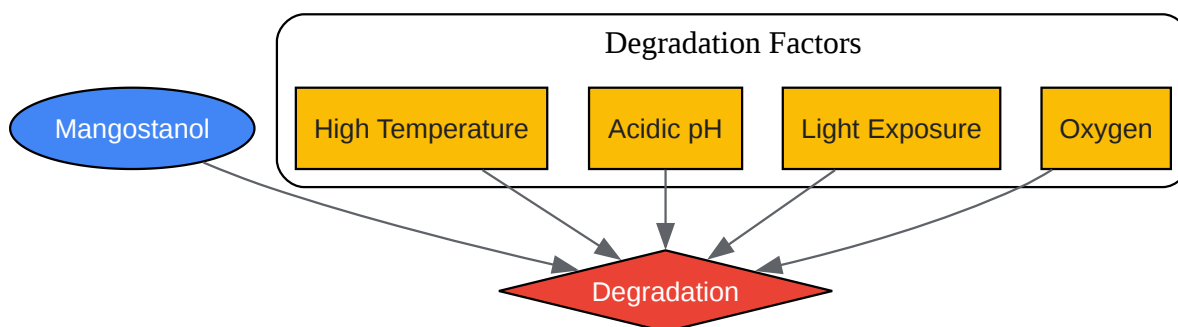 Degradation Factors
Mangostanol
High Temperature
Acidic pH
Light Exposure
Oxygen
Degradation